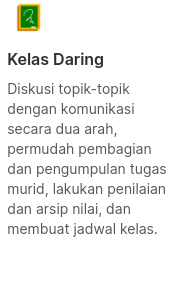 Kelas Daring
Diskusi topik-topik
dengan komunikasi
secara dua arah,
permudah pembagian
dan pengumpulan tugas
murid, lakukan penilaian
dan arsip nilai, dan
membuat jadwal kelas.